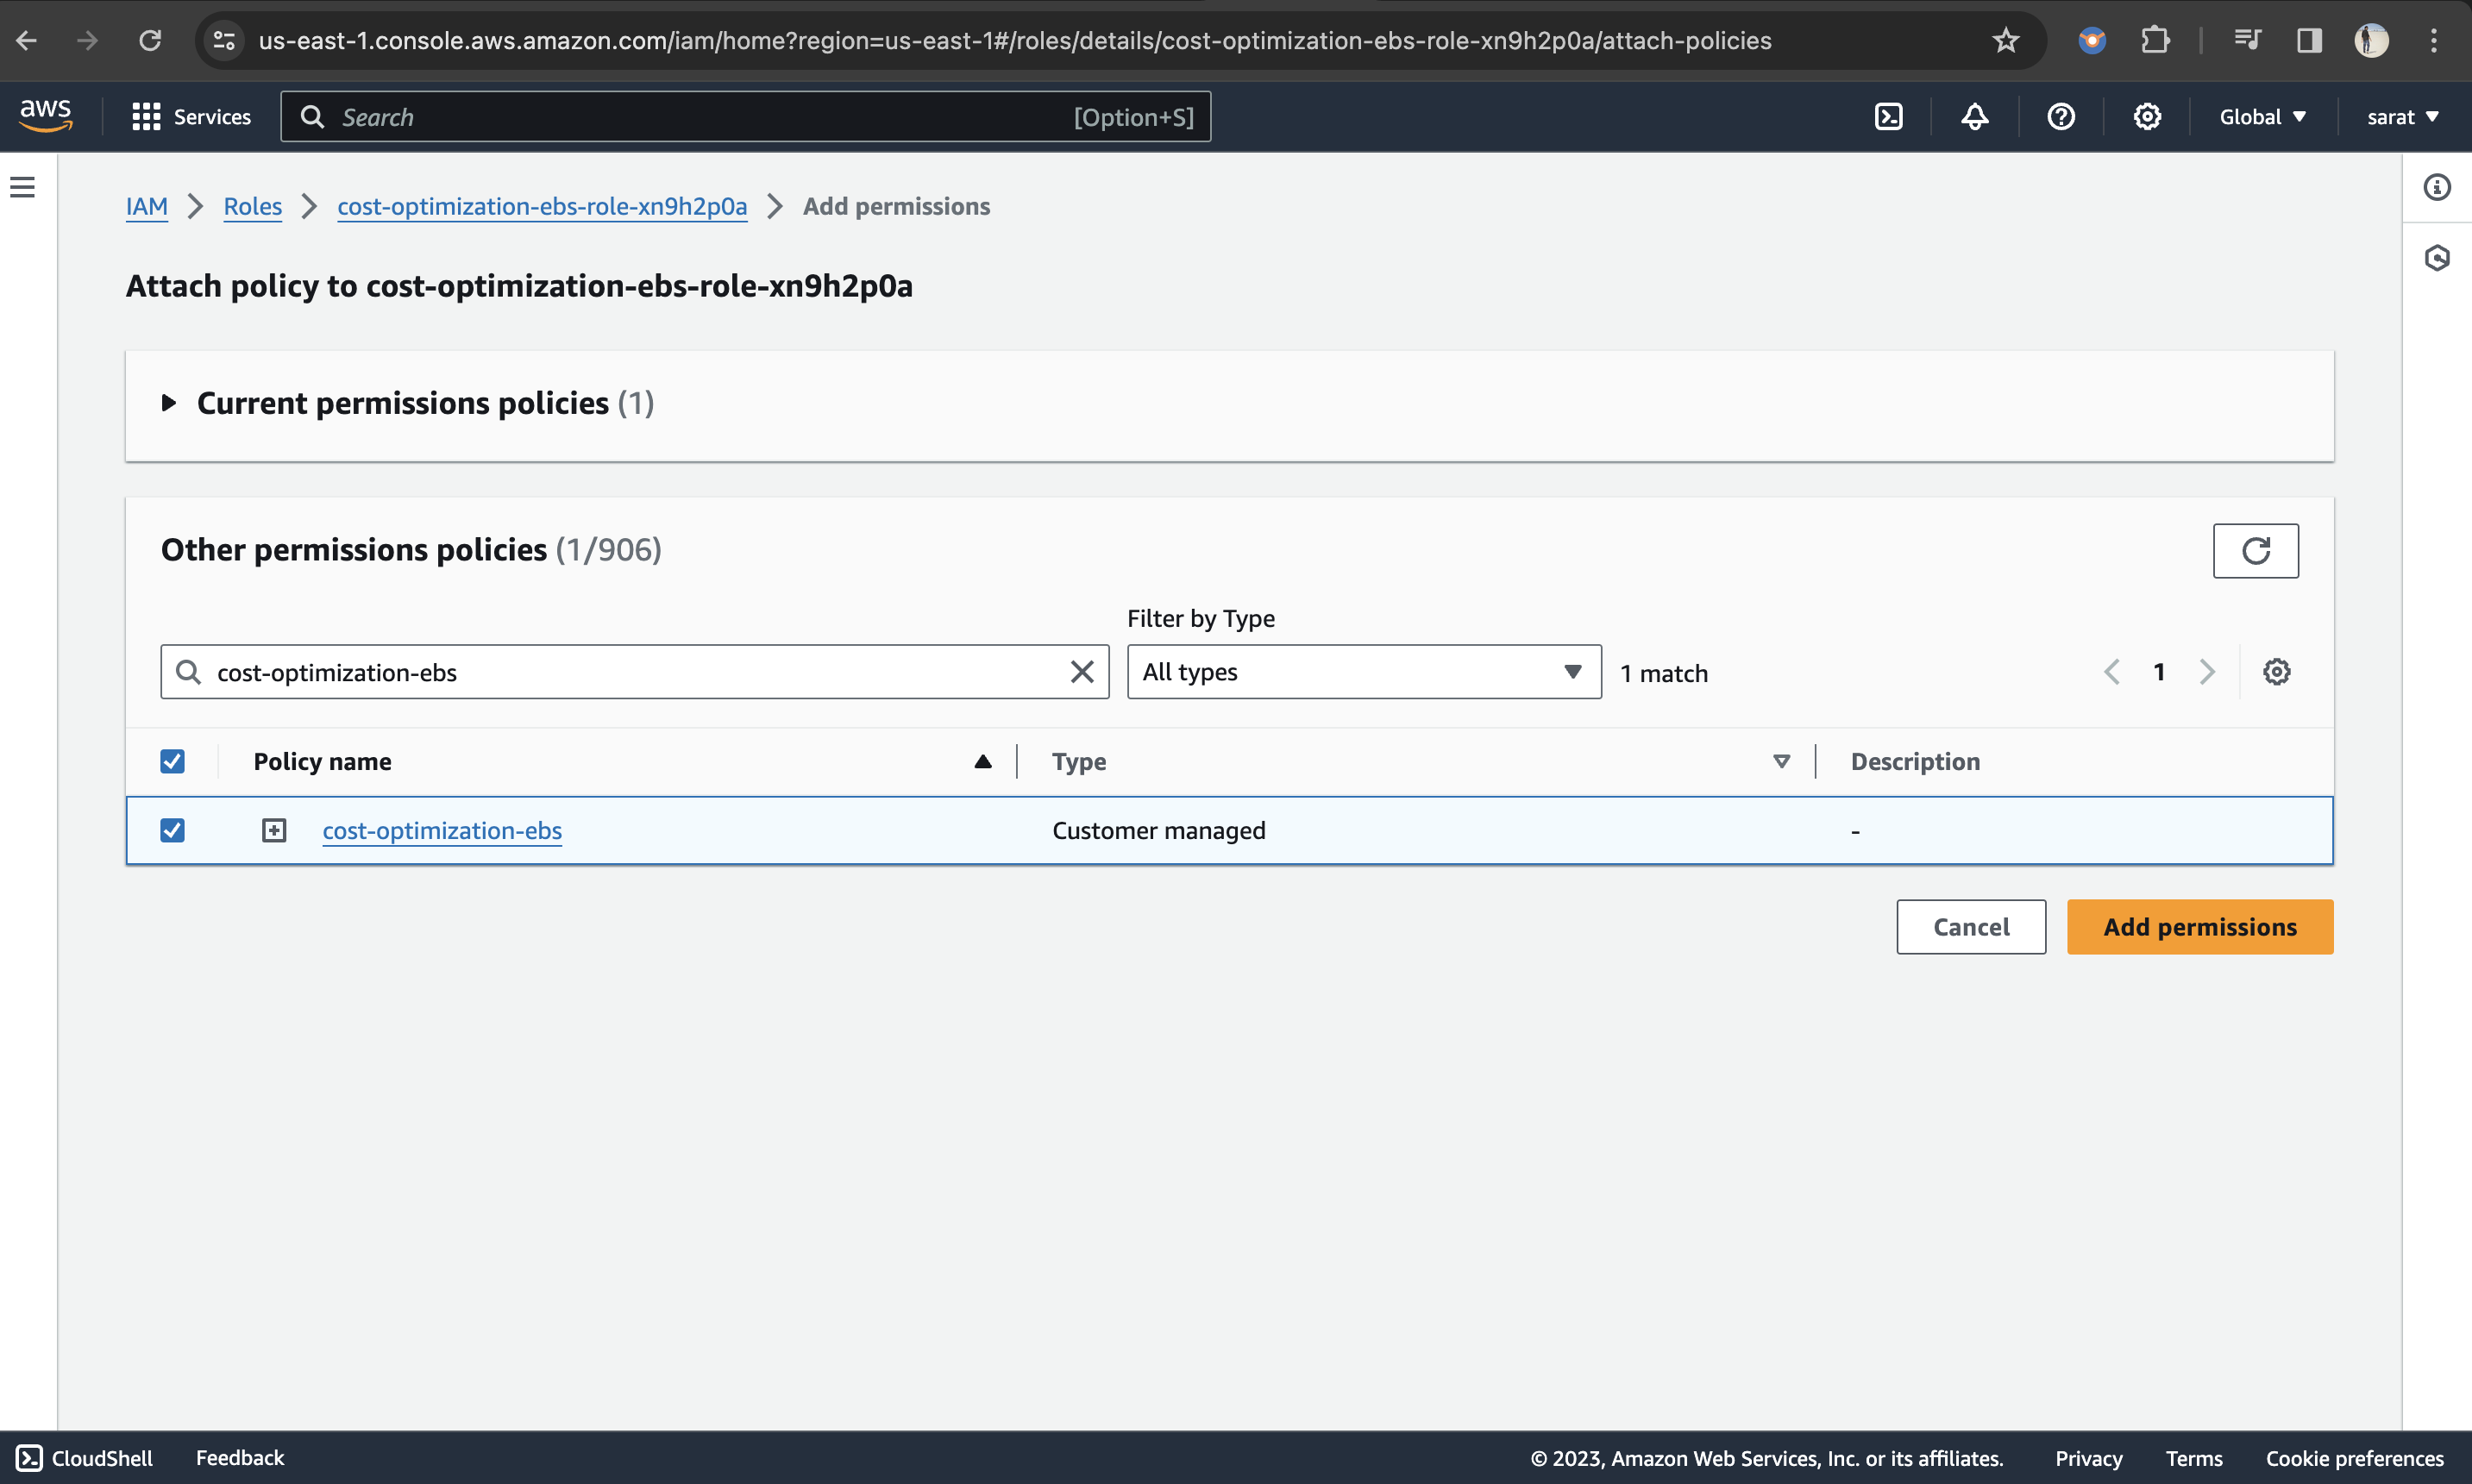 us-east-1.console.aws.amazon.com/iam/home?region=us-east-1#/roles/details/cost-optimization-ebs-role-xn9h2p0a/attach-policies
aws Services Search [Option+S] Global sarat
IAM Roles cost-optimization-ebs-role-xn9h2p0a Add permissions
Attach policy to cost-optimization-ebs-role-xn9h2p0a
Current permissions policies (1)
Other permissions policies (1/906)
Filter by Type
cost-optimization-ebs All types 1 match 1
Policy name Type Description
cost-optimization-ebs Customer managed -
Cancel Add permissions
CloudShell Feedback © 2023, Amazon Web Services, Inc. or its affiliates. Privacy Terms Cookie preferences